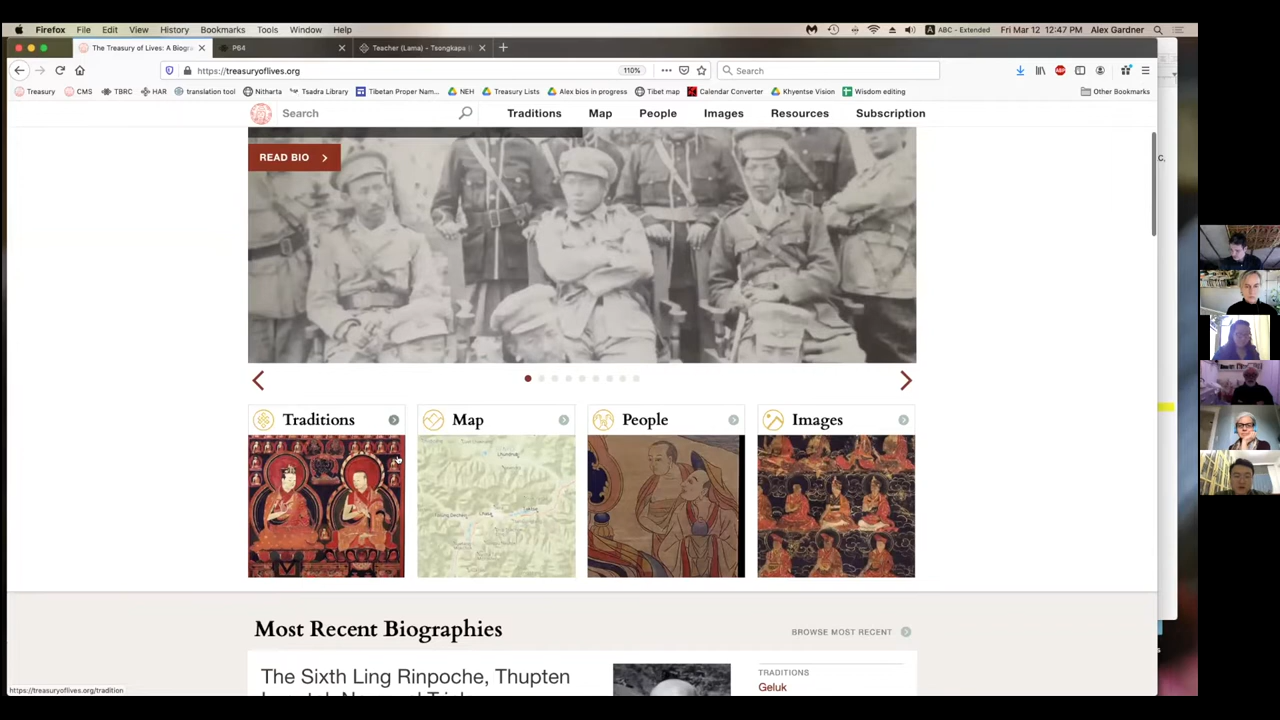 Firefox File Edit View History Bookmarks Tools Window Help ABC - Extended Fri Mar 12 12:47 PM Alex Gardner
The Treasury of Lives: A Biogra P64 Teacher (Lama) – Tsongkapa
https://treasuryoflives.org 110% Search
Treasury CMS TBRC HAR translation tool Nitharta Tsadra Library Tibetan Proper Nam... NEH Treasury Lists Alex bios in progress Tibet map Calendar Converter Khyentse Vision Wisdom editing Other Bookmarks
Search Traditions Map People Images Resources Subscription
READ BIO
Traditions Map People Images
Most Recent Biographies BROWSE MOST RECENT
The Sixth Ling Rinpoche, Thupten
TRADITIONS
Geluk
https://treasuryoflives.org/tradition